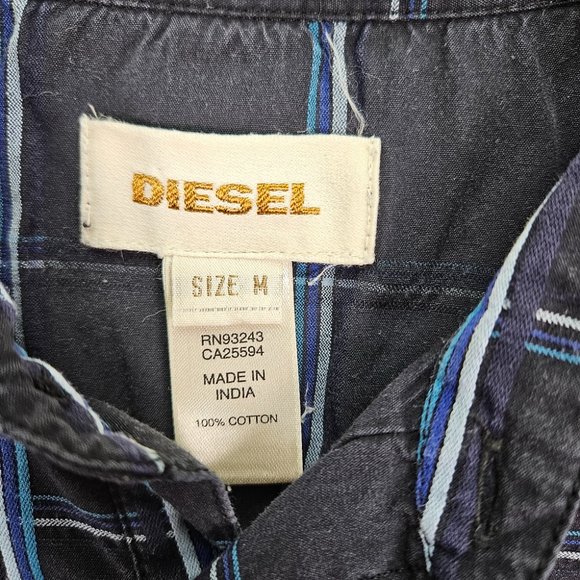 DIESEL
SIZE M
RN93243
CA25594
MADE IN
INDIA
100% COTTON